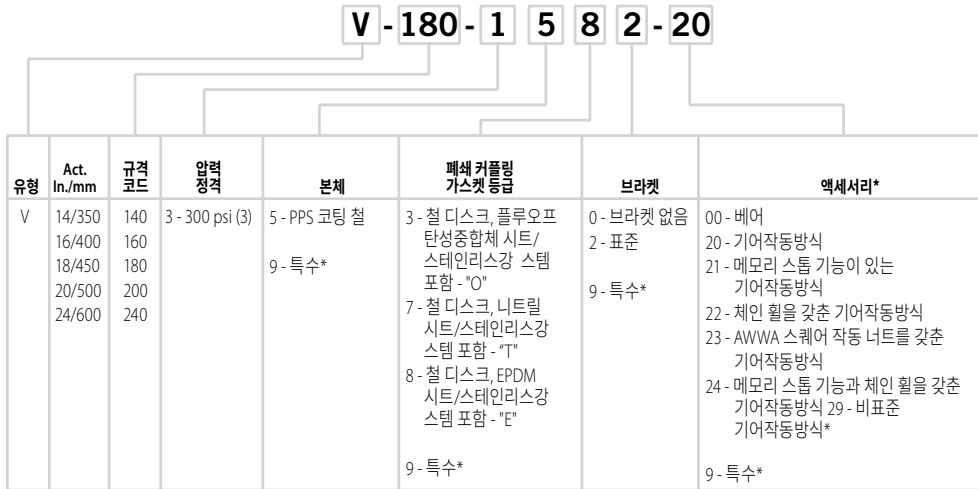 V - 180 - 1 5 8 2 - 20
유형
Act.
In./mm
규격
코드
압력
정격
본체
폐쇄 커플링
가스켓 등급
브라켓
액세서리*
V
14/350
16/400
18/450
20/500
24/600
140
160
180
200
240
3 - 300 psi (3)
5 - PPS 코팅 철
9 - 특수*
3 - 철 디스크, 플루오프
탄성중합체 시트/
스테인리스강 스템
포함 - "O"
7 - 철 디스크, 니트릴
시트/스테인리스강
스템 포함 - “T"
8 - 철 디스크, EPDM
시트/스테인리스강
스템 포함 - "E"
9 - 특수*
0 - 브라켓 없음
2 - 표준
9 - 특수*
00 - 베어
20 - 기어작동방식
21 - 메모리 스톱 기능이 있는
기어작동방식
22 - 체인 휠을 갖춘 기어작동방식
23 - AWWA 스퀘어 작동 너트를 갖춘
기어작동방식
24 - 메모리 스톱 기능과 체인 휠을 갖춘
기어작동방식 29 - 비표준
기어작동방식*
9 - 특수*